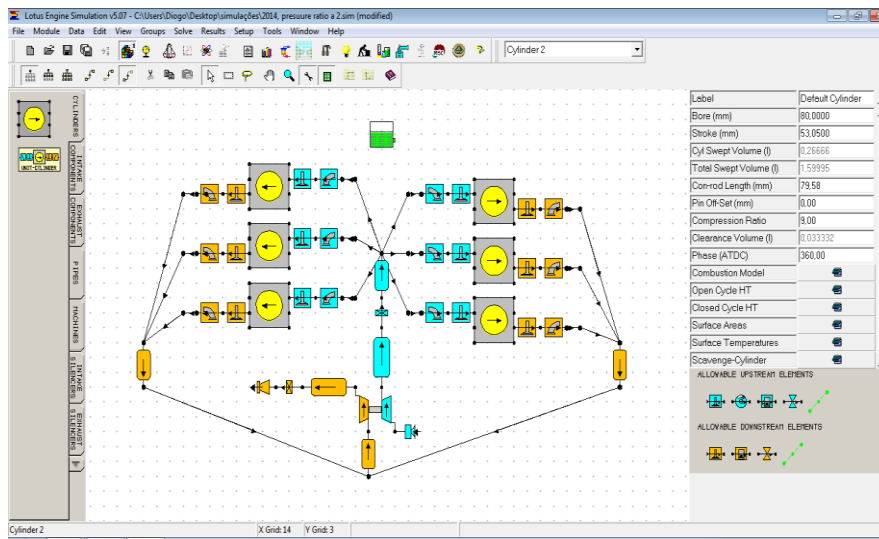 Lotus Engine Simulation v5.07 - C:\Users\Diogo\Desktop\simulações\2014, presuure ratio a 2.sim (modified)
File Module Data Edit View Groups Solve Results Setup Tools Window Help
Cylinder 2
CYLINDERS
INTAKE COMPONENTS
EXHAUST COMPONENTS
PIPES
MACHINES
INTAKE SILENCERS
EXHAUST SILENCERS
UNIT-CYLINDER
Label Default Cylinder
Bore (mm) 80,0000
Stroke (mm) 53,0500
Cyl Swept Volume (l) 0,26666
Total Swept Volume (l) 1,59995
Con-rod Length (mm) 79,58
Pin Off-Set (mm) 0,00
Compression Ratio 9,00
Clearance Volume (l) 0,033332
Phase (ATDC) 360,00
Combustion Model
Open Cycle HT
Closed Cycle HT
Surface Areas
Surface Temperatures
Scavenge-Cylinder
ALLOWABLE UPSTREAM ELEMENTS
ALLOWABLE DOWNSTREAM ELEMENTS
Cylinder 2 X Grid: 14 Y Grid: 3